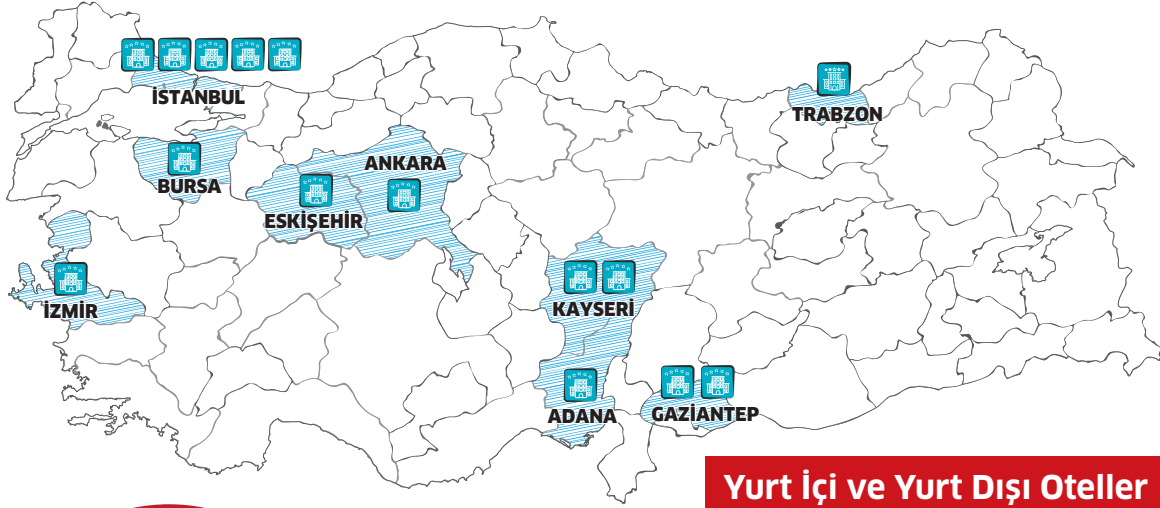 İSTANBUL
TRABZON
BURSA
ANKARA
ESKİŞEHİR
İZMİR
KAYSERİ
ADANA
GAZİANTEP
Yurt İçi ve Yurt Dışı Oteller